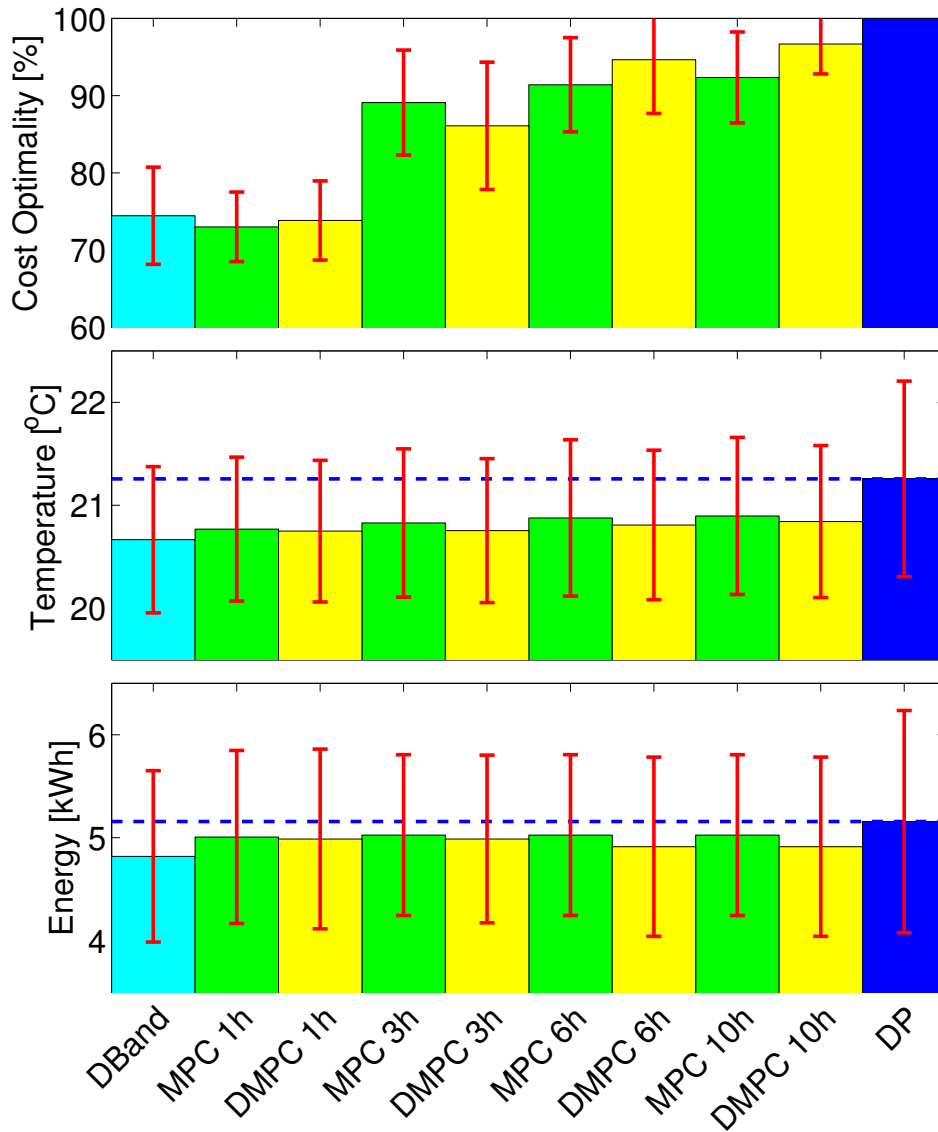 Cost Optimality [%]
100
90
80
70
60
Temperature [°C]
22
21
20
Energy [kWh]
6
5
4
DBand
MPC 1h
DMPC 1h
MPC 3h
DMPC 3h
MPC 6h
DMPC 6h
MPC 10h
DMPC 10h
DP